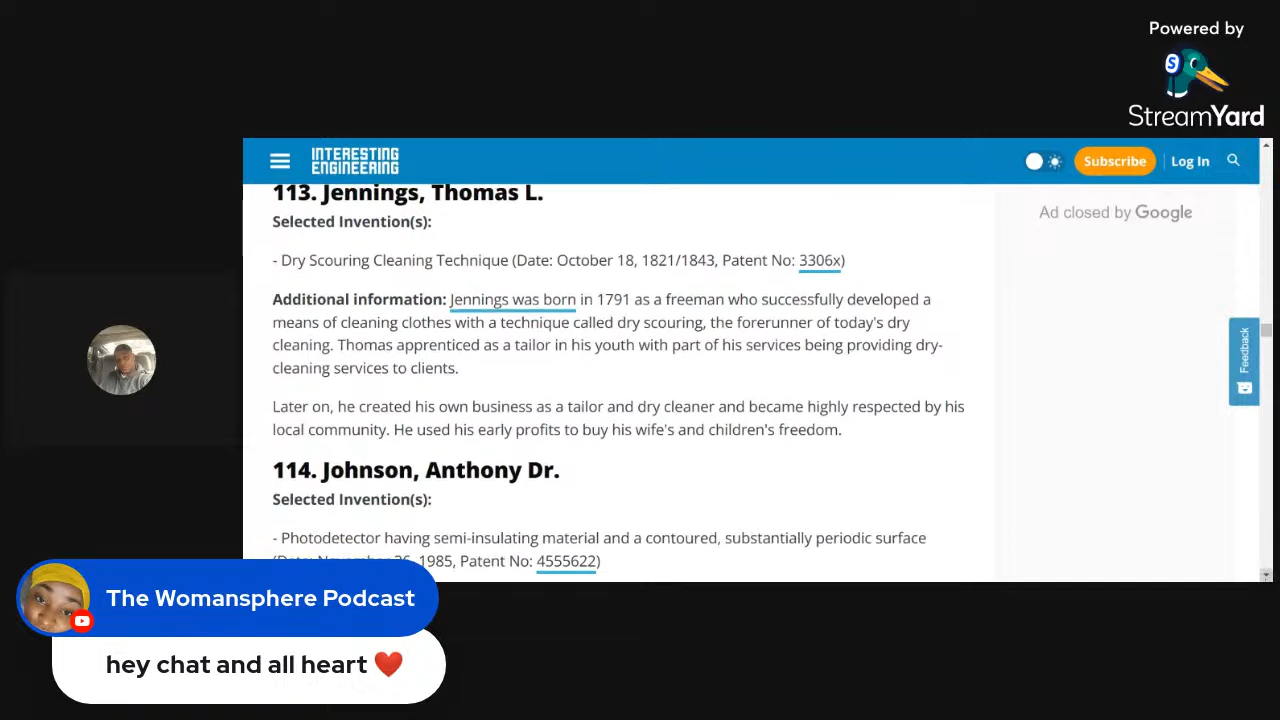 Powered by
S
StreamYard
INTERESTING
ENGINEERING
Subscribe
Log In
113. Jennings, Thomas L.
Selected Invention(s):
Ad closed by Google
- Dry Scouring Cleaning Technique (Date: October 18, 1821/1843, Patent No: 3306x)
Additional information: Jennings was born in 1791 as a freeman who successfully developed a
means of cleaning clothes with a technique called dry scouring, the forerunner of today's dry
cleaning. Thomas apprenticed as a tailor in his youth with part of his services being providing dry-
cleaning services to clients.
Feedback
Later on, he created his own business as a tailor and dry cleaner and became highly respected by his
local community. He used his early profits to buy his wife's and children's freedom.
114. Johnson, Anthony Dr.
Selected Invention(s):
- Photodetector having semi-insulating material and a contoured, substantially periodic surface
(Date: November 26, 1985, Patent No: 4555622)
The Womansphere Podcast
hey chat and all heart ❤️